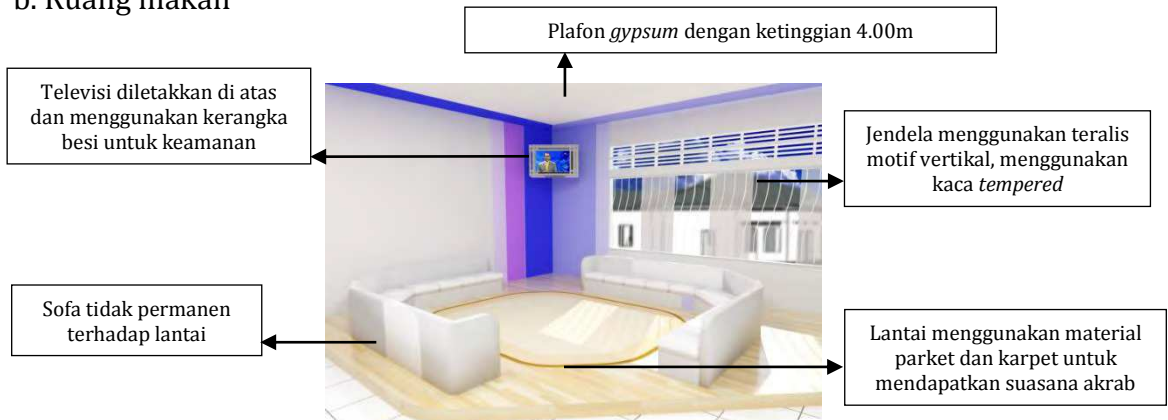 b. Ruang makan
Plafon gypsum dengan ketinggian 4.00m
Televisi diletakkan di atas
dan menggunakan kerangka
besi untuk keamanan
Jendela menggunakan teralis
motif vertikal, menggunakan
kaca tempered
Sofa tidak permanen
terhadap lantai
Lantai menggunakan material
parket dan karpet untuk
mendapatkan suasana akrab